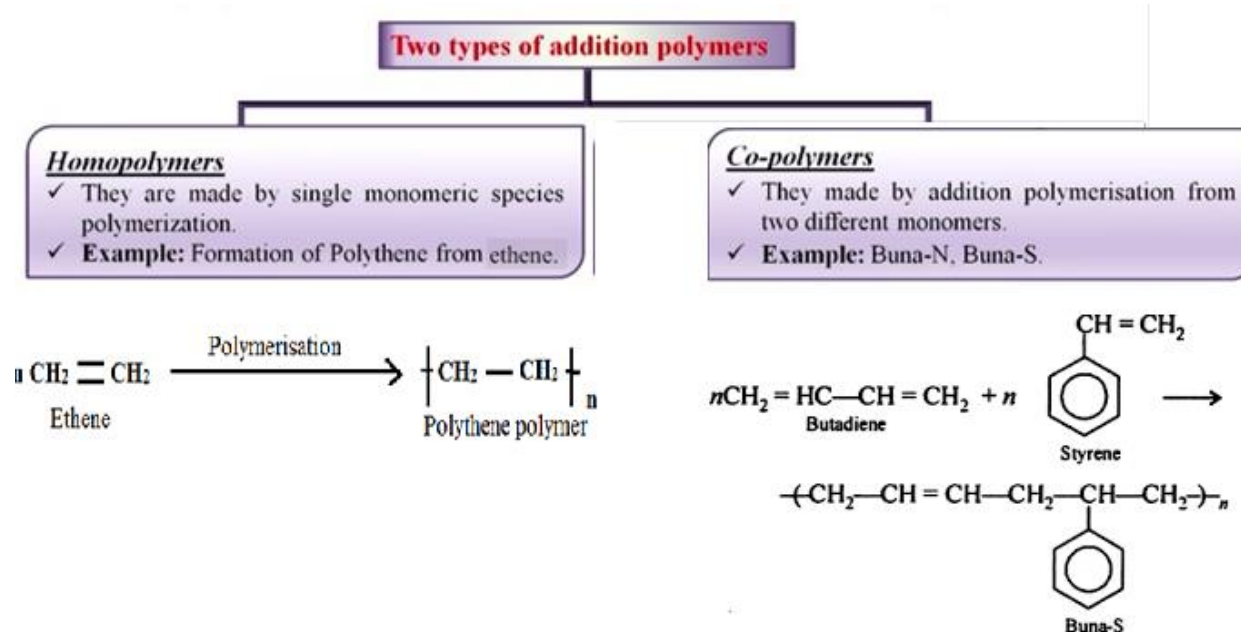 Two types of addition polymers
Homopolymers
✓ They are made by single monomeric species
polymerization.
✓ Example: Formation of Polythene from ethene.
Co-polymers
✓ They made by addition polymerisation from
two different monomers.
✓ Example: Buna-N, Buna-S.
n CH₂ = CH₂
Ethene
Polymerisation
CH₂ — CH₂ n
Polythene polymer
nCH₂ = HC—CH = CH₂ + n
Butadiene
CH = CH₂
Styrene
-(CH₂—CH = CH—CH₂—CH—CH₂-)-n
Buna-S